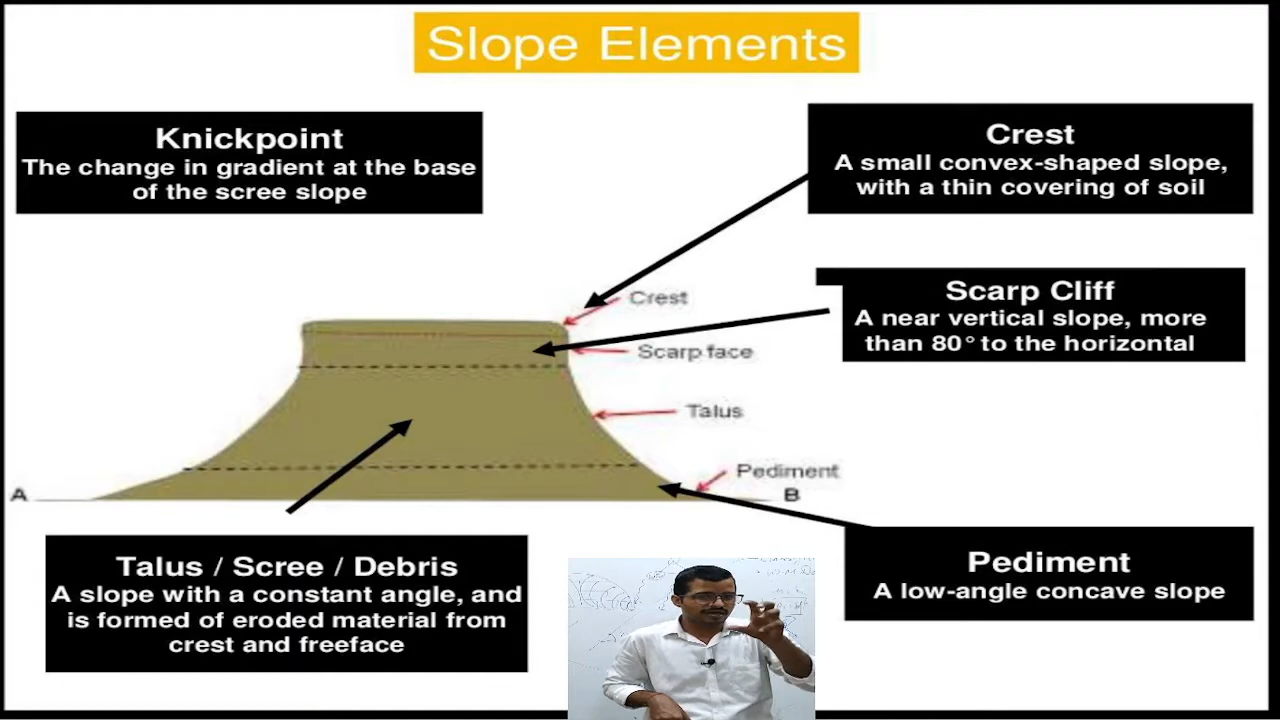 Slope Elements
Knickpoint
The change in gradient at the base
of the scree slope
Crest
A small convex-shaped slope,
with a thin covering of soil
Scarp Cliff
A near vertical slope, more
than 80° to the horizontal
Crest
Scarp face
Talus
Pediment
A
B
Talus / Scree / Debris
A slope with a constant angle, and
is formed of eroded material from
crest and freeface
Pediment
A low-angle concave slope